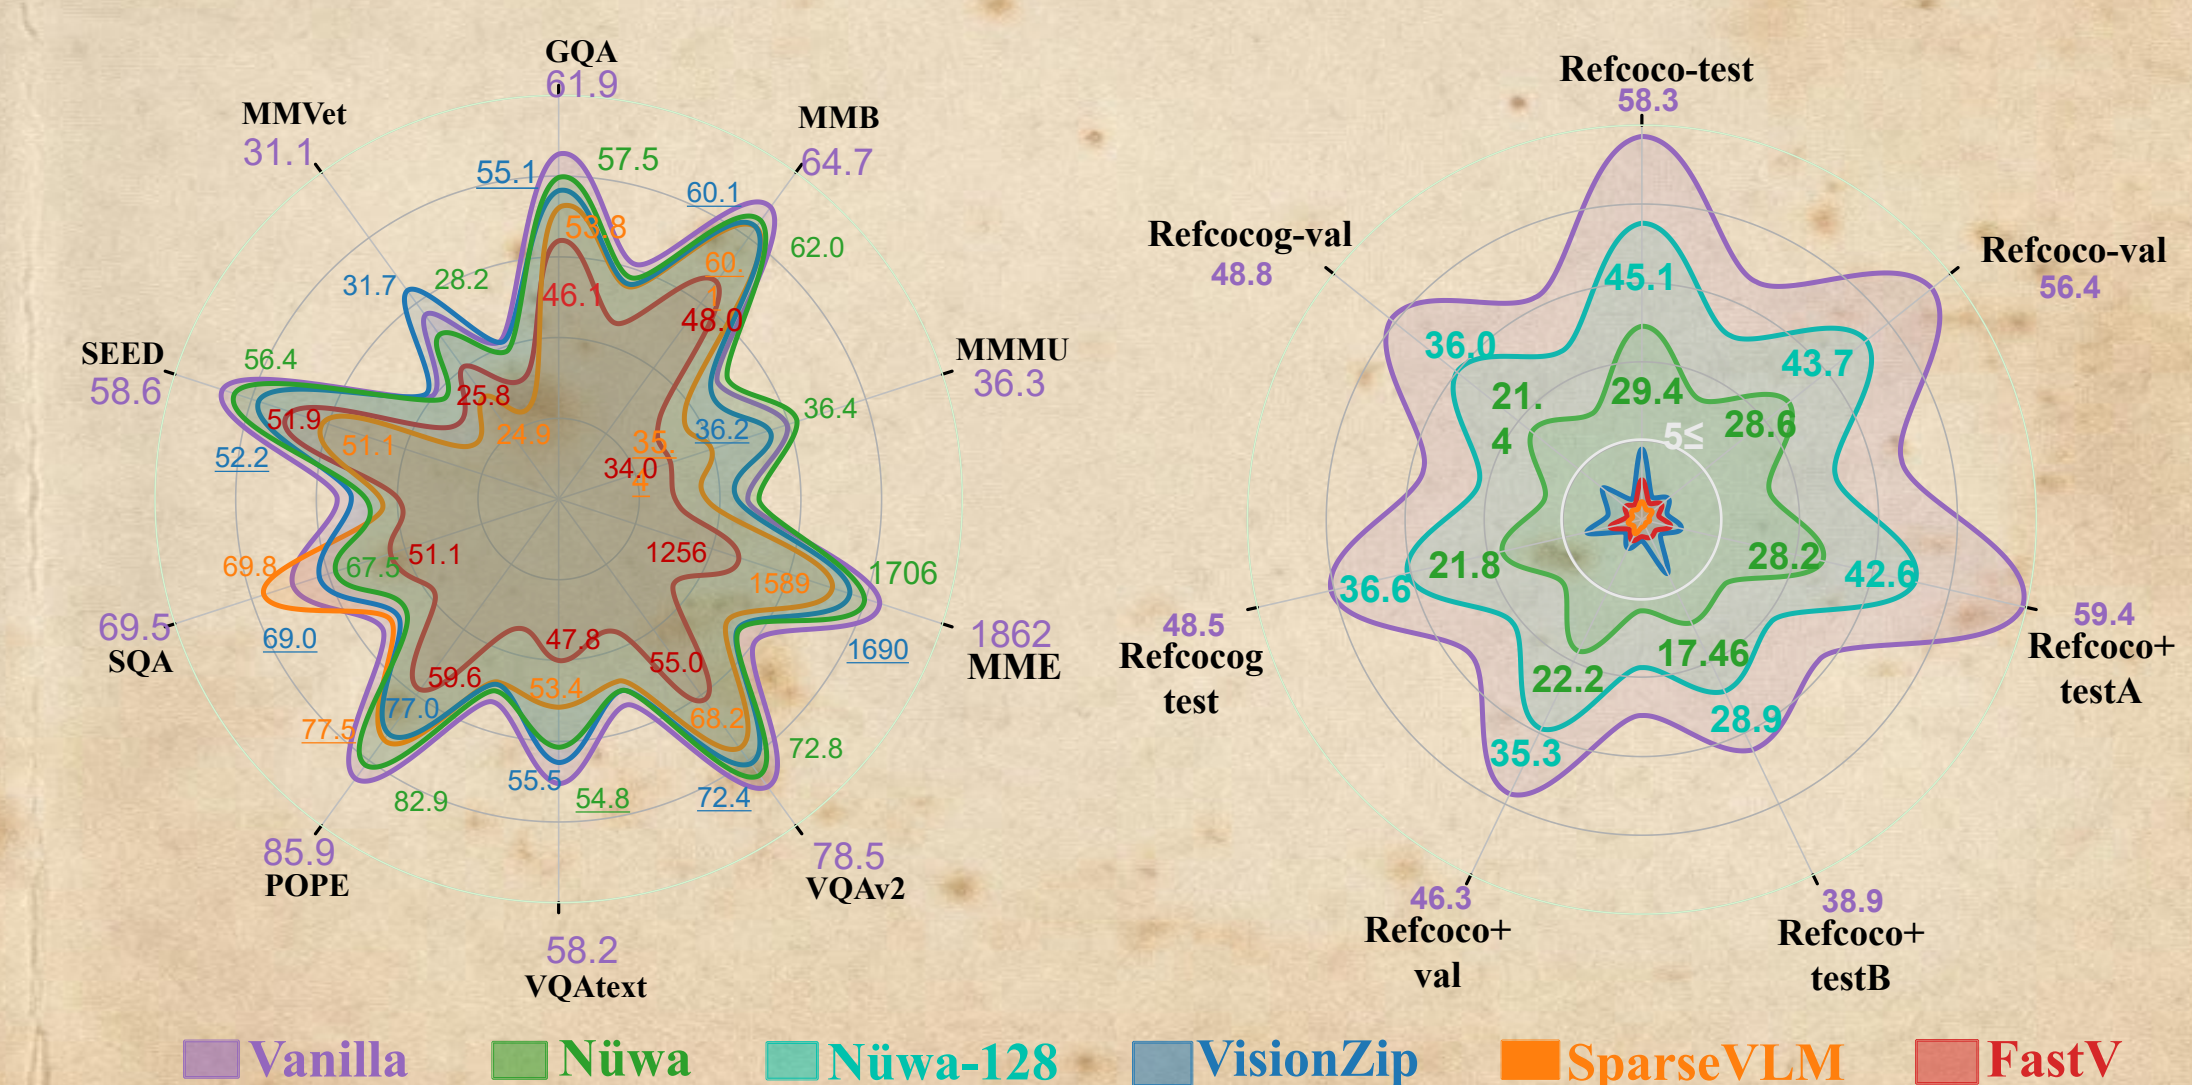 GQA
61.9
MMB
64.7
MMMU
36.3
1862
MME
78.5
VQAv2
58.2
VQAtext
85.9
POPE
69.5
SQA
SEED
58.6
MMVet
31.1
55.1
57.5
53.8
46.1
60.1
62.0
60.
1
48.0
36.4
36.2
35.
4
34.0
1706
1690
1589
1256
72.8
72.4
68.2
55.0
55.5
54.8
53.4
47.8
82.9
77.5
77.0
59.6
69.8
69.0
67.5
51.1
56.4
52.2
51.9
51.1
31.7
28.2
25.8
24.9
Refcoco-test
58.3
Refcoco-val
56.4
59.4
Refcoco+
testA
38.9
Refcoco+
testB
46.3
Refcoco+
val
48.5
Refcocog
test
Refcocog-val
48.8
45.1
43.7
42.6
28.9
35.3
36.6
36.0
29.4
28.6
28.2
17.46
22.2
21.8
21.
4
5≤
Vanilla
Nüwa
Nüwa-128
VisionZip
SparseVLM
FastV